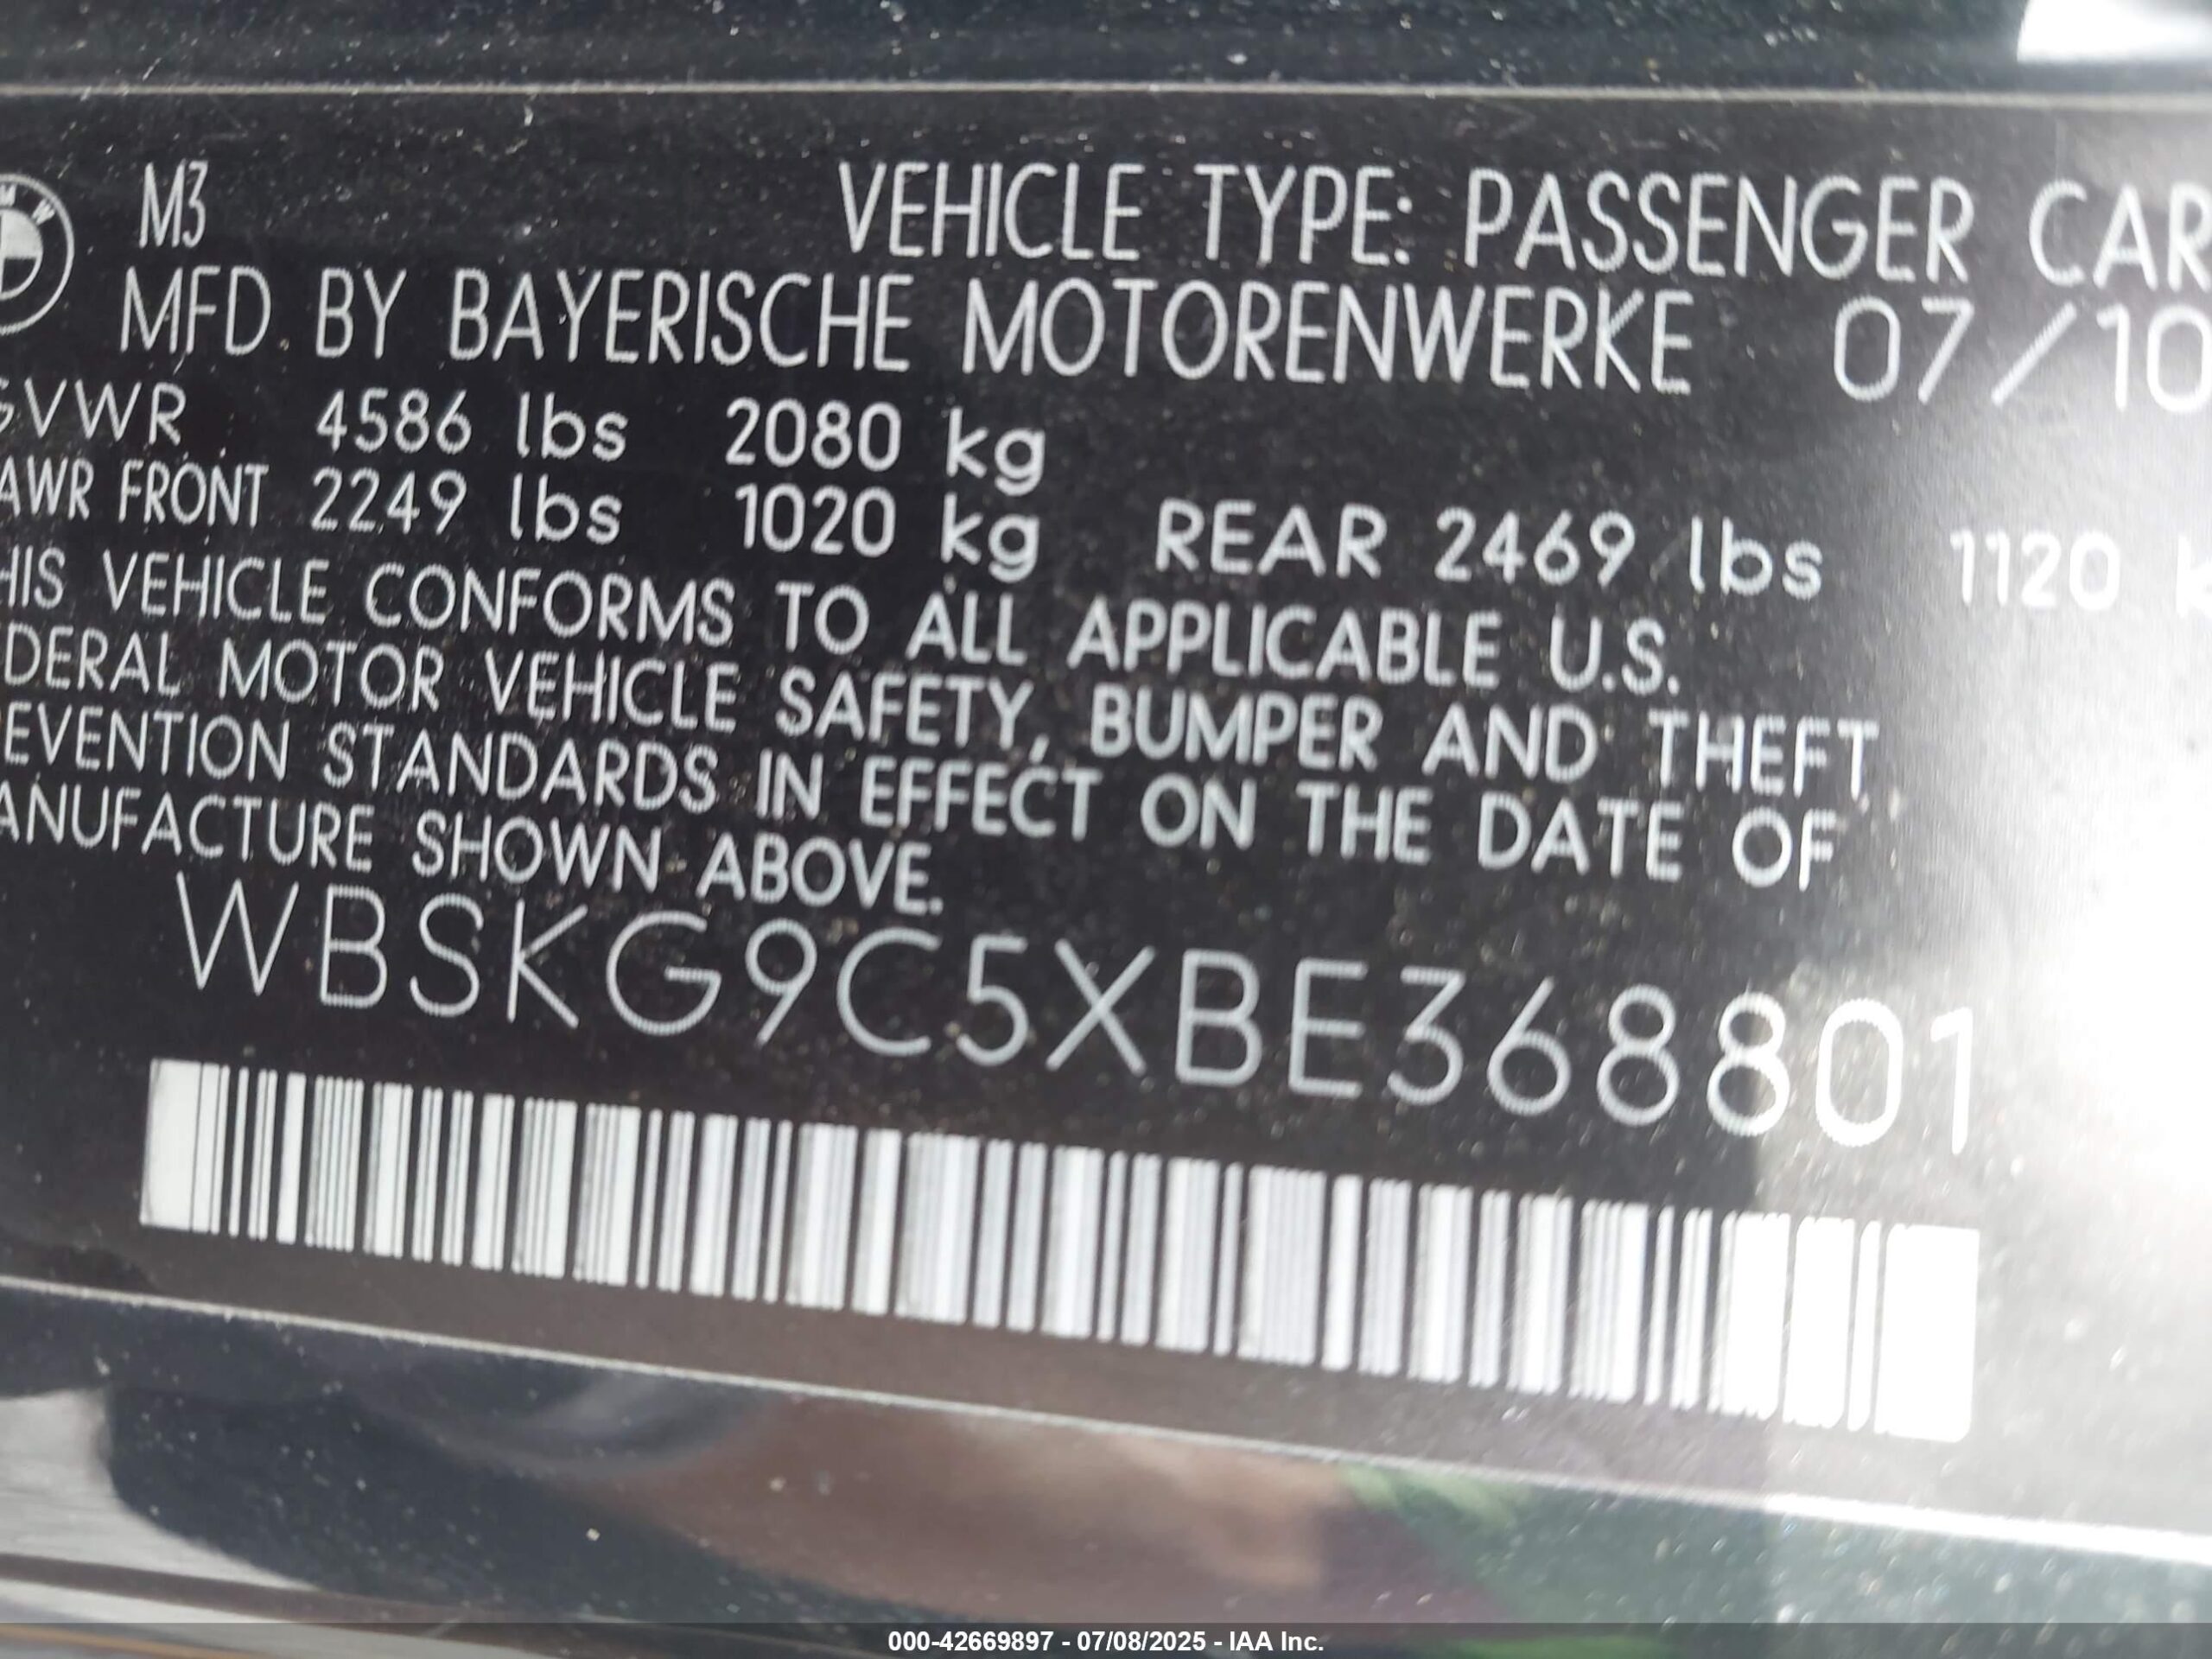 M3 VEHICLE TYPE: PASSENGER CAR
MFD. BY BAYERISCHE MOTORENWERKE 07/10
GVWR 4586 lbs 2080 kg
AWR FRONT 2249 lbs 1020 kg REAR 2469 lbs 1120 k
HIS VEHICLE CONFORMS TO ALL APPLICABLE U.S.
DERAL MOTOR VEHICLE SAFETY, BUMPER AND THEFT
EVENTION STANDARDS IN EFFECT ON THE DATE OF
ANUFACTURE SHOWN ABOVE.
WBSKG9C5XBE368801
000-42669897 - 07/08/2025 - IAA Inc.